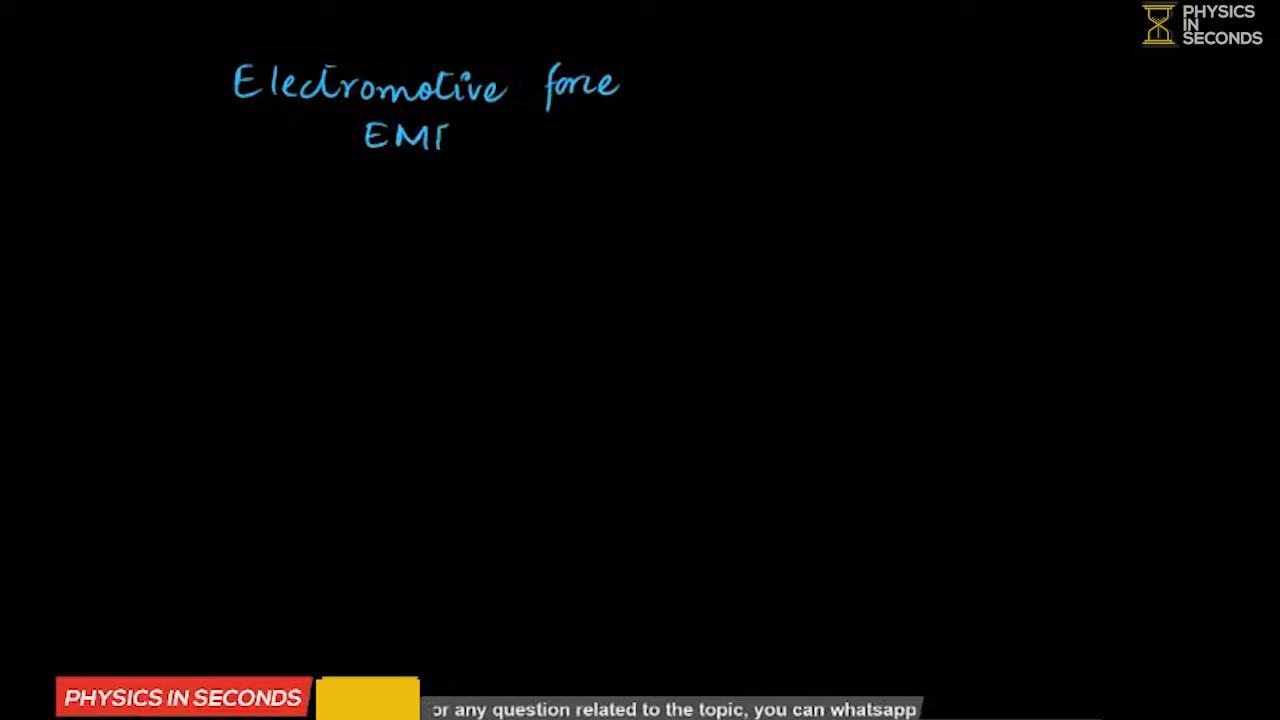 PHYSICS
IN
SECONDS
Electromotive force
EMF
PHYSICS IN SECONDS
or any question related to the topic, you can whatsapp